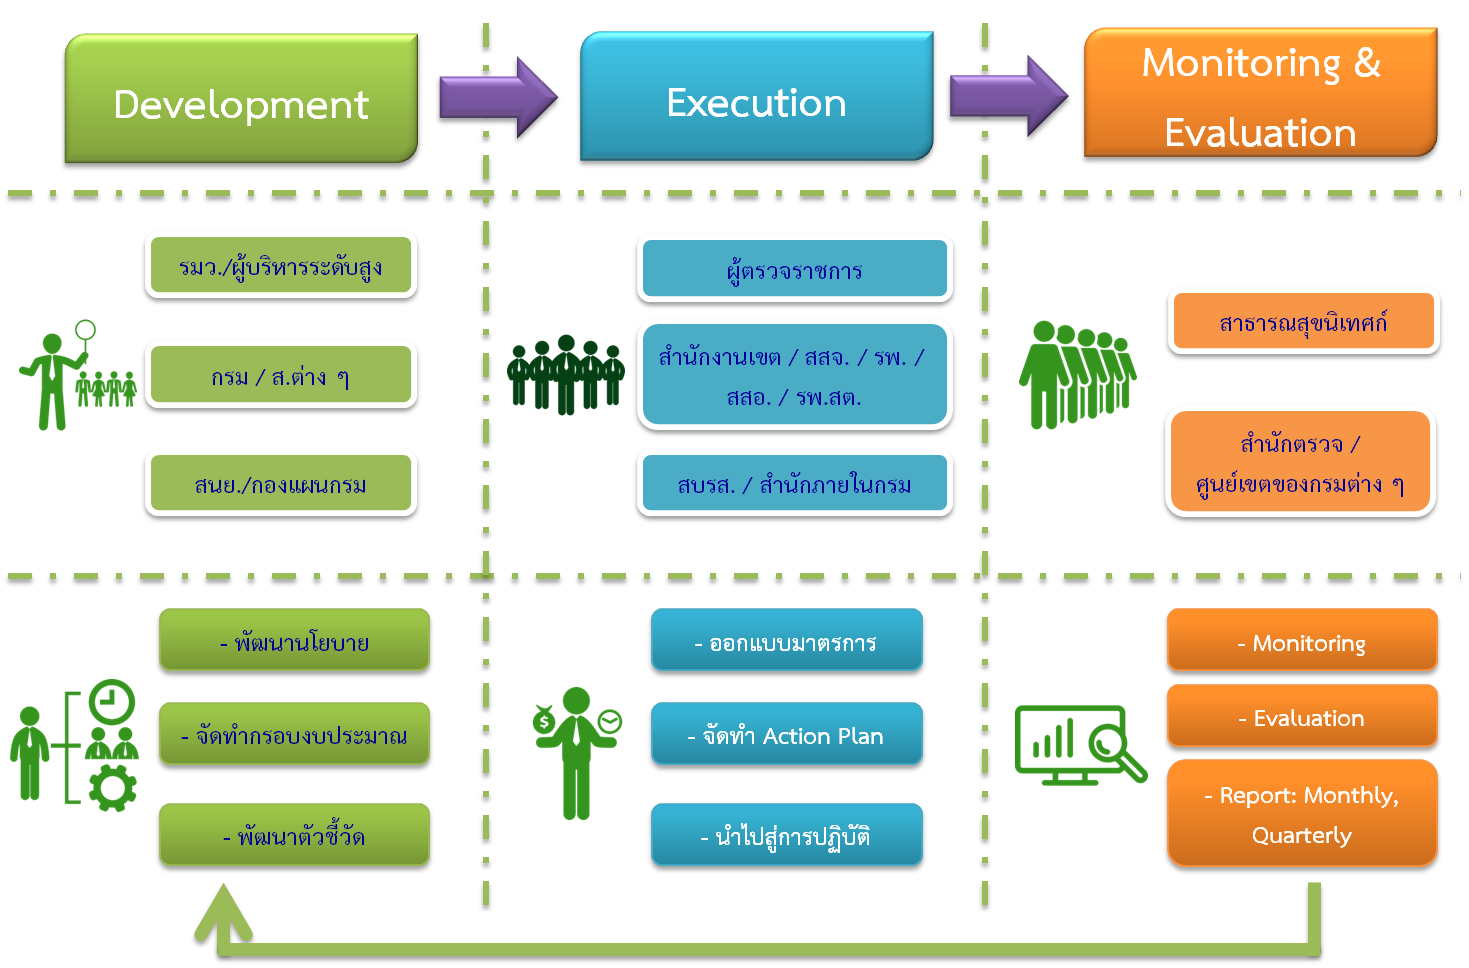 Development
Execution
Monitoring &
Evaluation
รมว./ผู้บริหารระดับสูง
กรม / ส.ต่าง ๆ
สนย./กองแผนกรม
ผู้ตรวจราชการ
สำนักงานเขต / สสจ. / รพ. /
สสอ. / รพ.สต.
สบรส. / สำนักภายในกรม
สาธารณสุขนิเทศก์
สำนักตรวจ /
ศูนย์เขตของกรมต่าง ๆ
- พัฒนานโยบาย
- จัดทำกรอบงบประมาณ
- พัฒนาตัวชี้วัด
- ออกแบบมาตรการ
- จัดทำ Action Plan
- นำไปสู่การปฏิบัติ
- Monitoring
- Evaluation
- Report: Monthly,
Quarterly